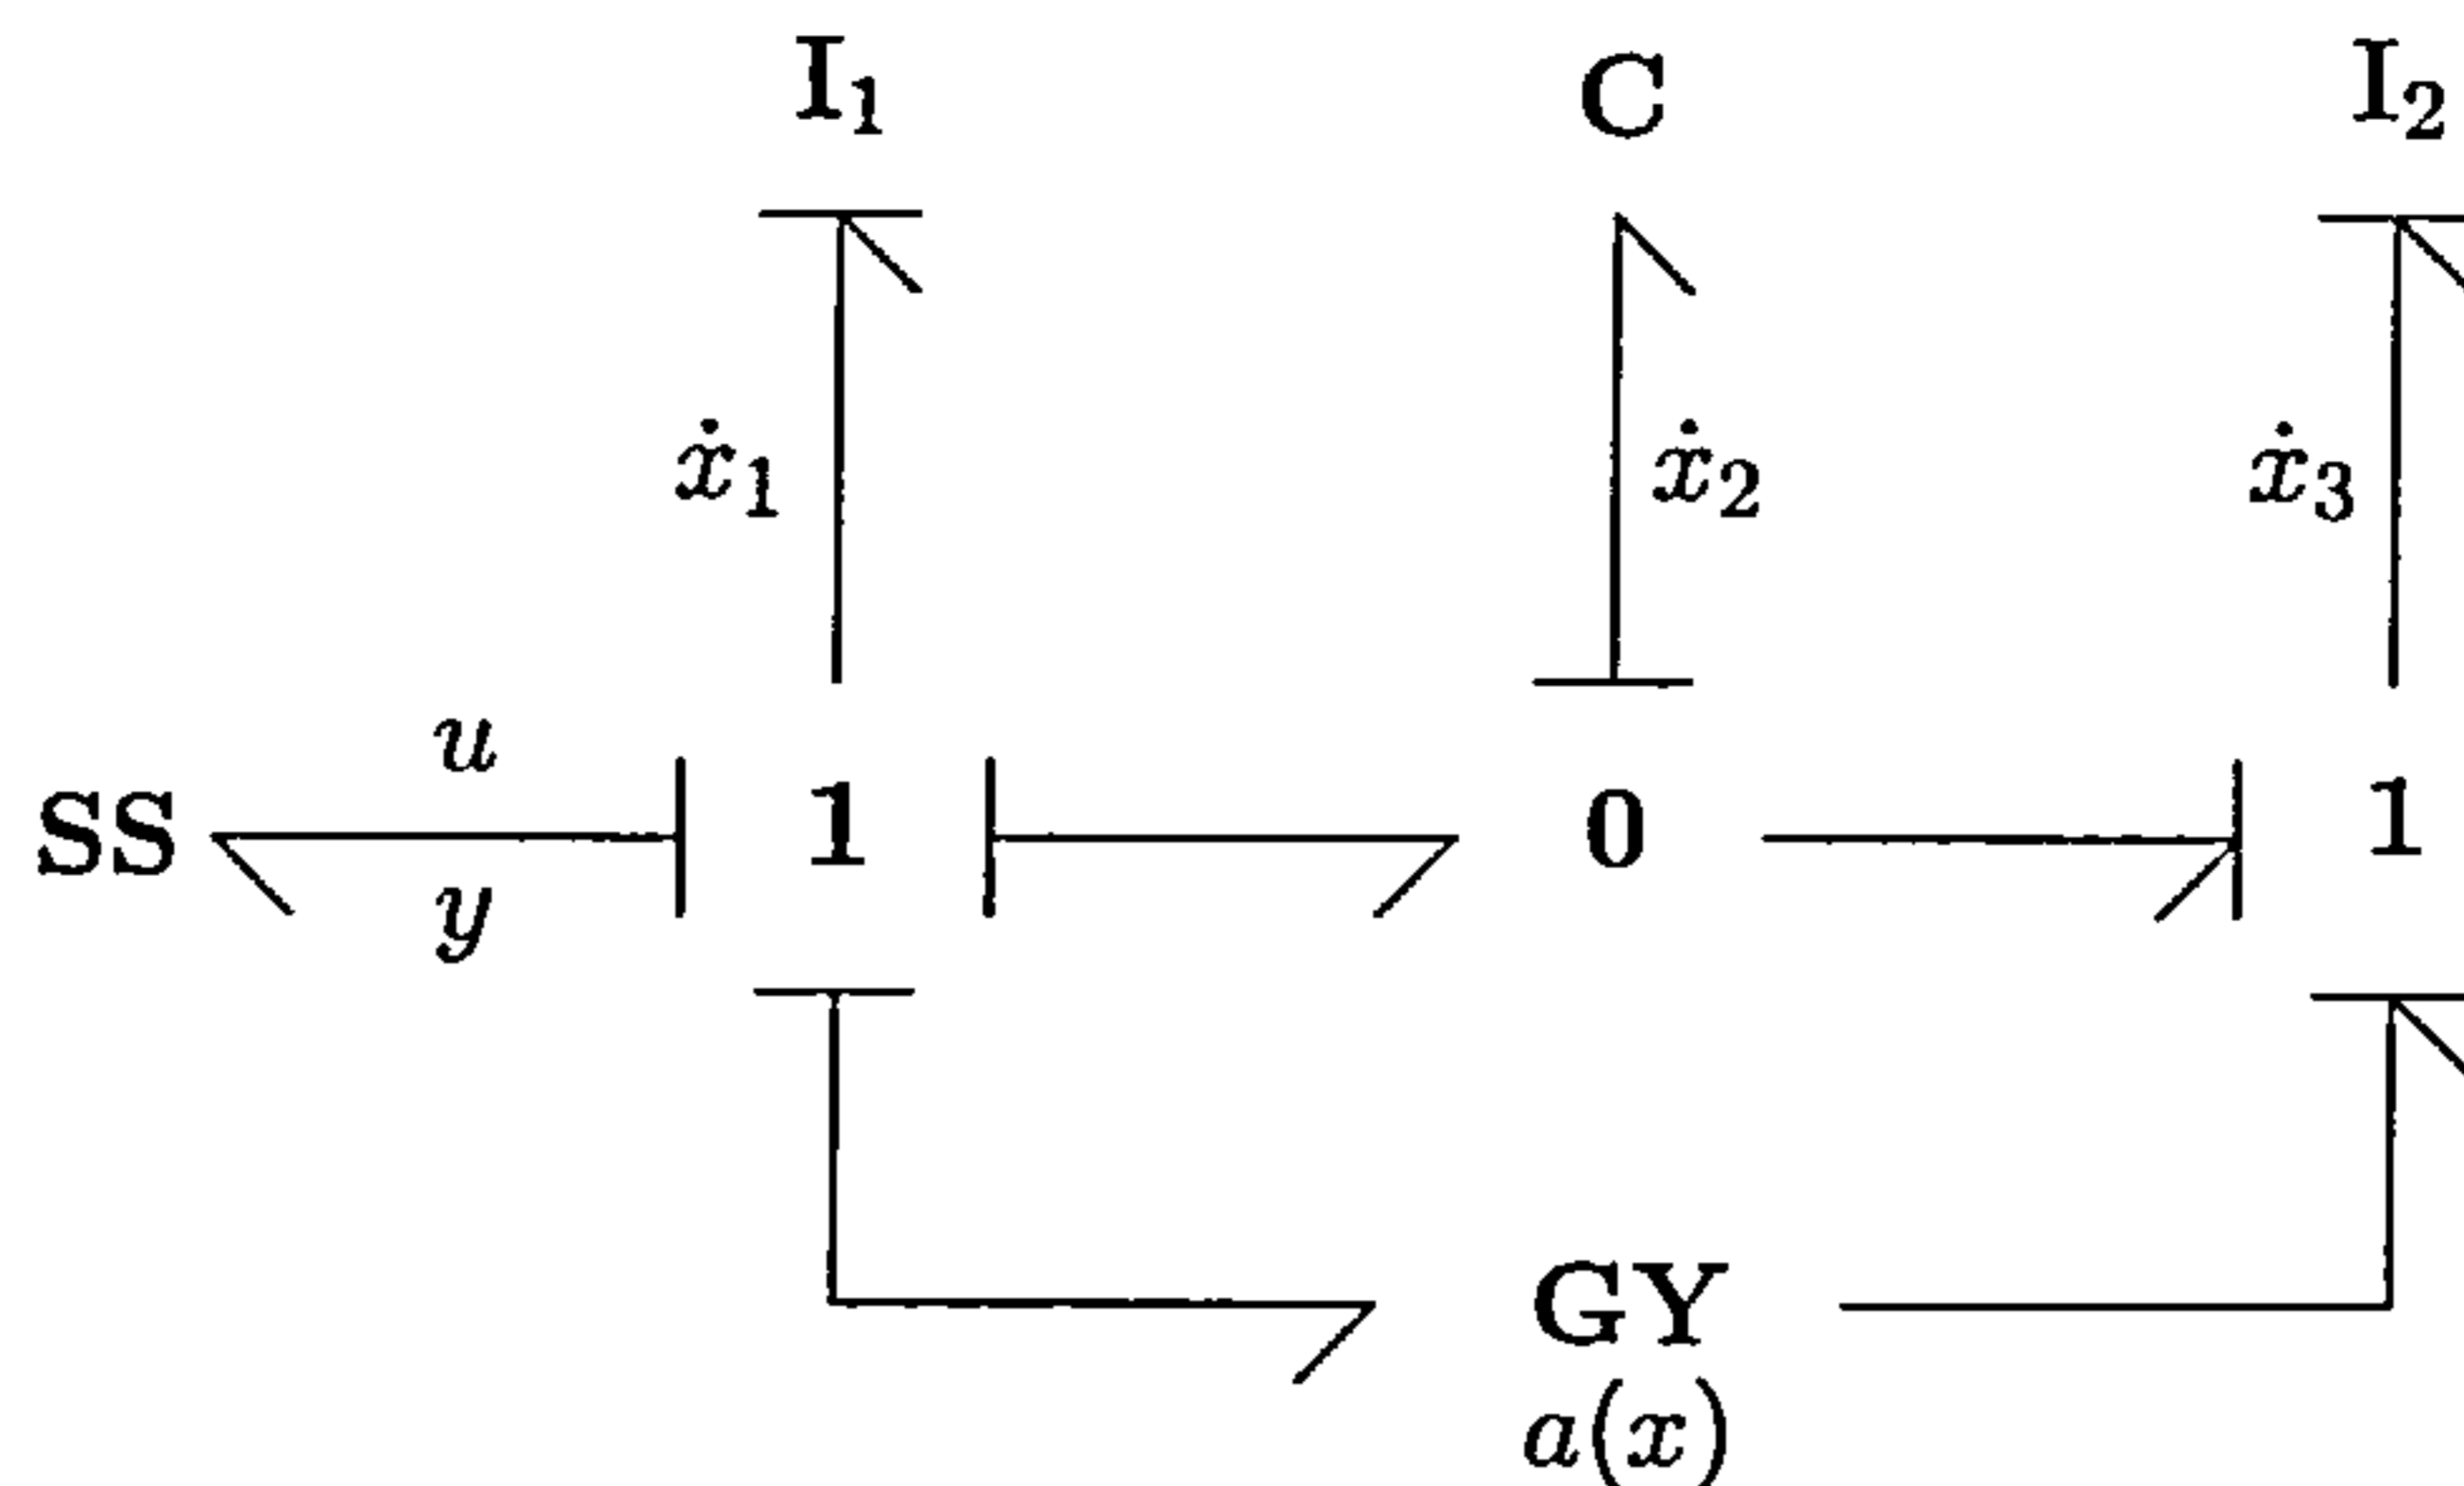 I₁ C I₂
ẋ₁ ẋ₂ ẋ₃
u
SS 1 0 1
y
GY
a(x)